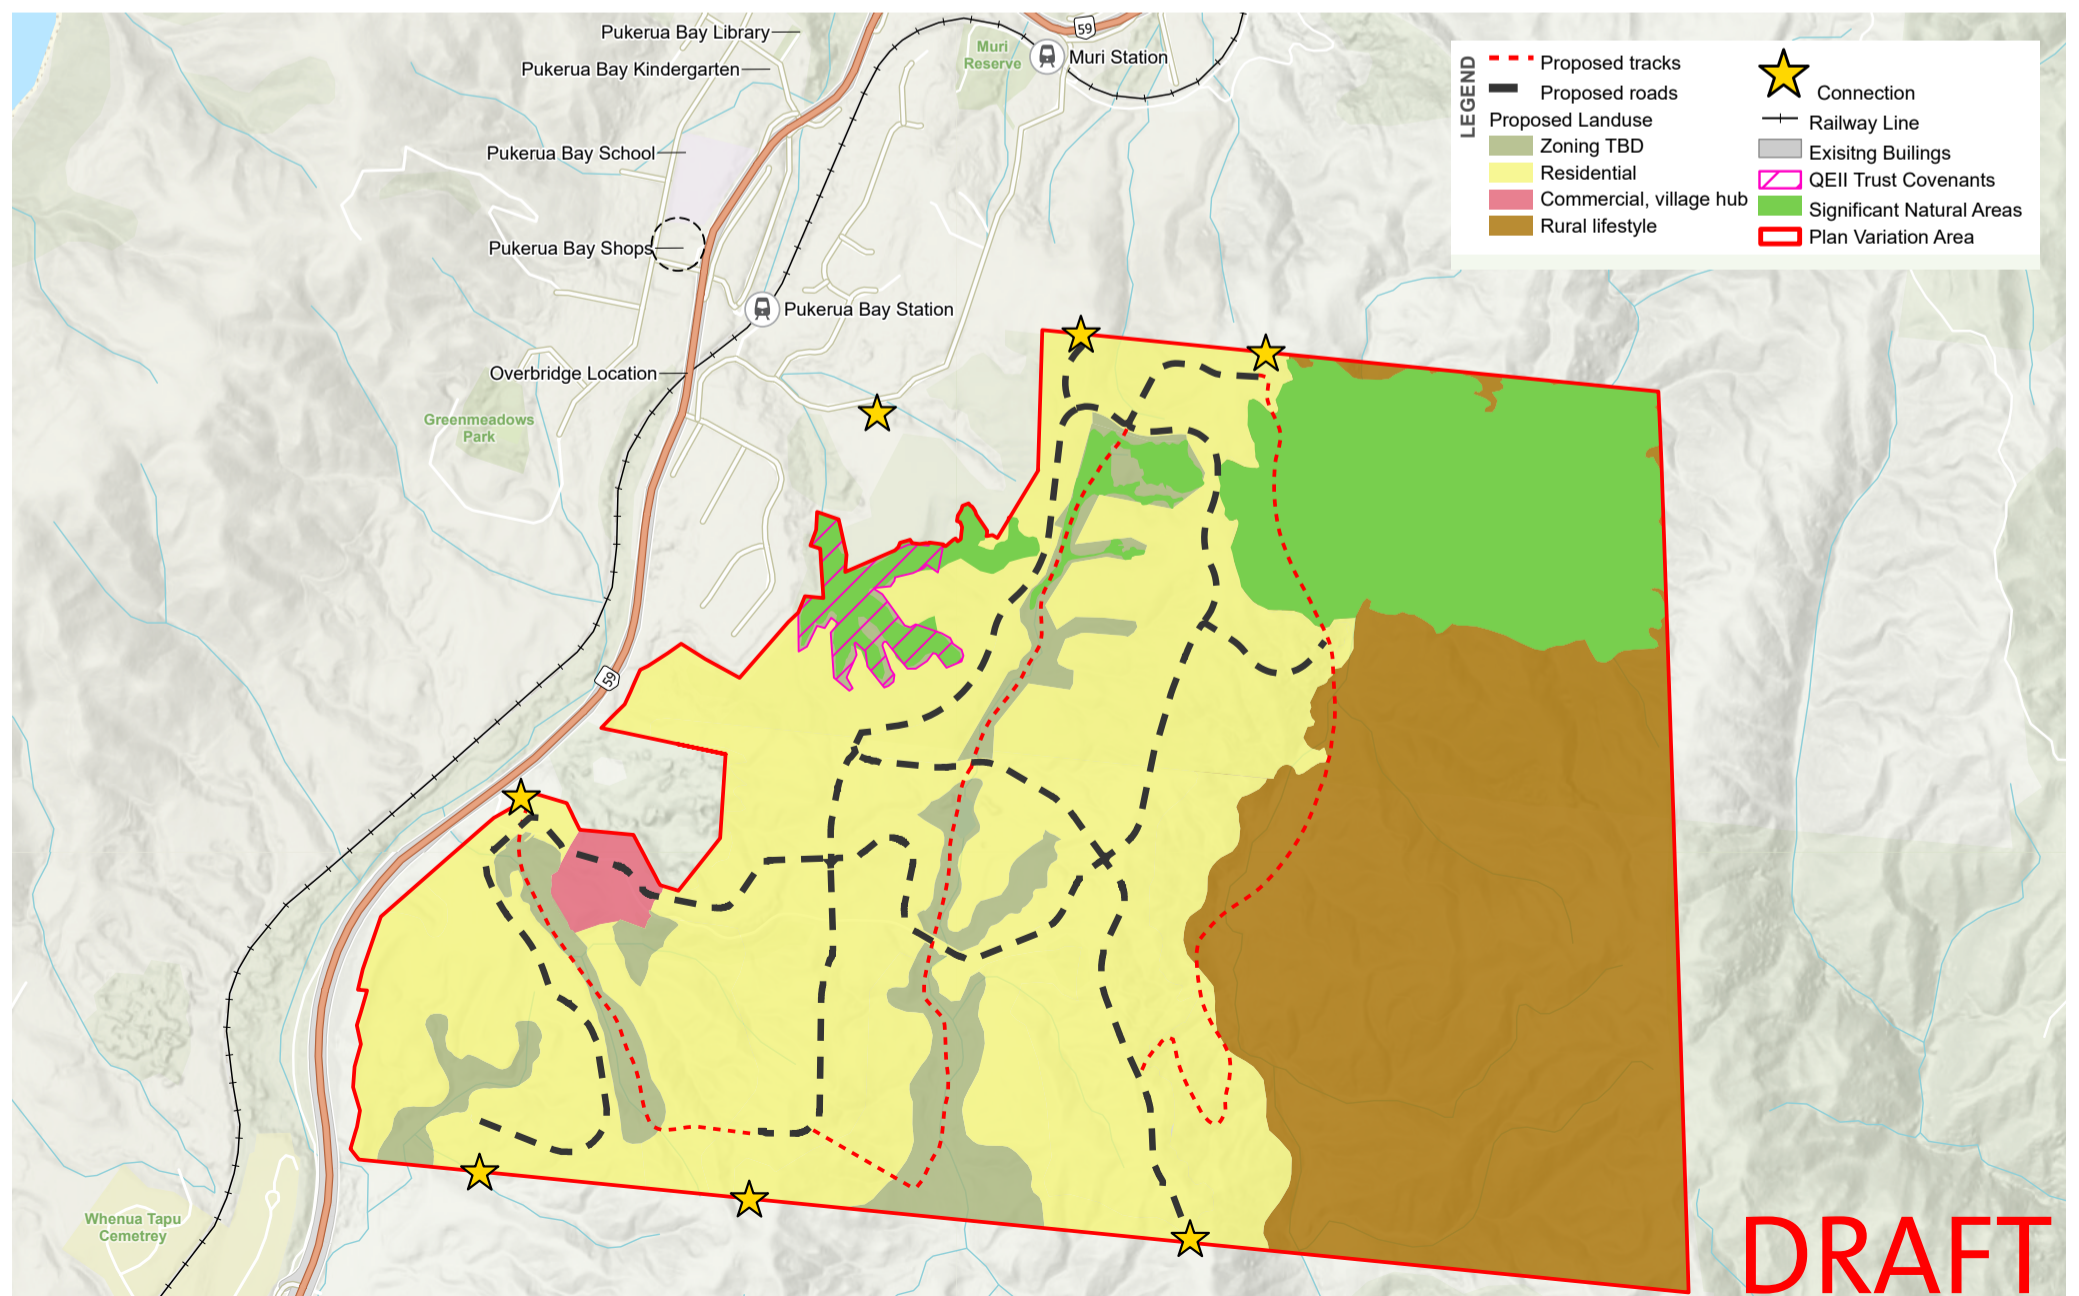 Pukerua Bay Library
Pukerua Bay Kindergarten
59
Muri
Reserve
Muri Station
Pukerua Bay School
Pukerua Bay Shops
Pukerua Bay Station
Overbridge Location
Greenmeadows
Park
59
Whenua Tapu
Cemetrey
LEGEND
Proposed tracks
Proposed roads
Proposed Landuse
Zoning TBD
Residential
Commercial, village hub
Rural lifestyle
Connection
Railway Line
Exisitng Builings
QEII Trust Covenants
Significant Natural Areas
Plan Variation Area
DRAFT